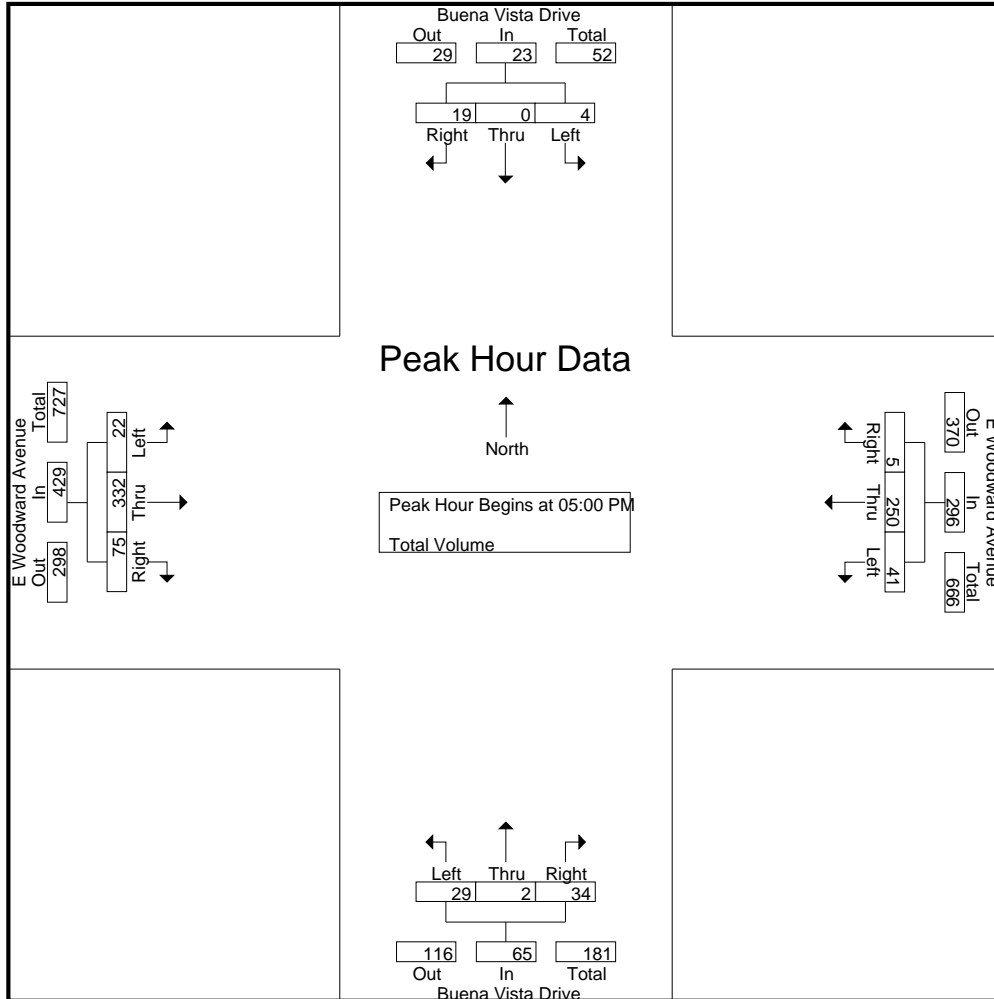 Buena Vista Drive
Out In Total
29 23 52
19 0 4
Right Thru Left
Peak Hour Data
North
Peak Hour Begins at 05:00 PM
Total Volume
E Woodward Avenue
Out In Total
298 429 727
22 332 75
Left Thru Right
E Woodward Avenue
Out In Total
370 296 666
5 250 41
Right Thru Left
Left Thru Right
29 2 34
116 65 181
Out In Total
Buena Vista Drive